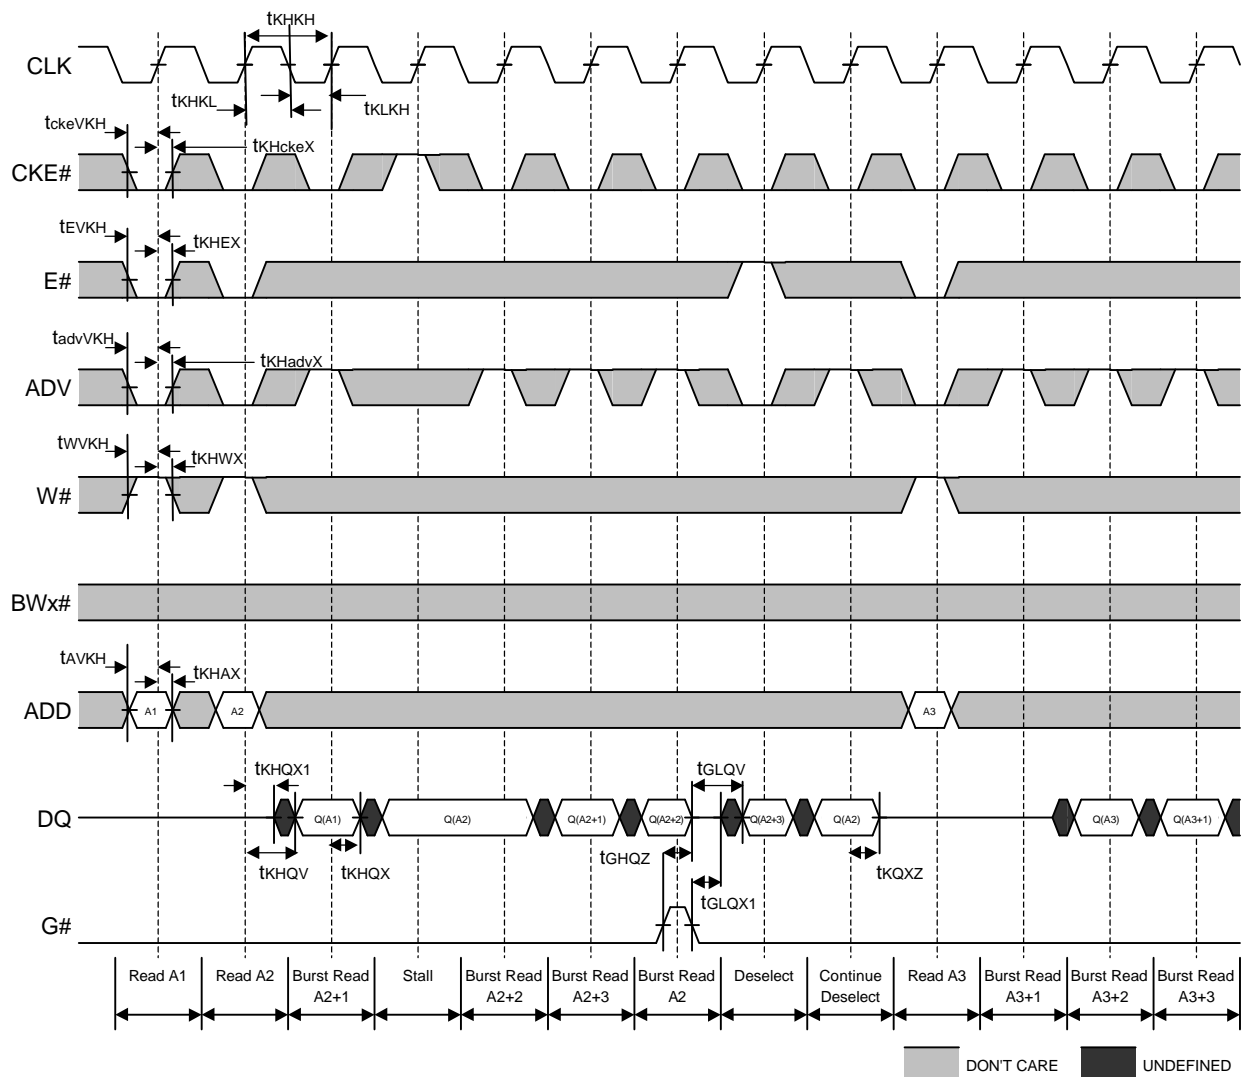 tKHKH
CLK
tKHKL
tKLKH
tckeVKH
tKHckeX
CKE#
tEVKH
tKHEX
E#
tadvVKH
tKHadvX
ADV
tWVKH
tKHWX
W#
BWx#
tAVKH
tKHAX
ADD
A1
A2
A3
tKHQX1
tGLQV
DQ
Q(A1)
Q(A2)
Q(A2+1)
Q(A2+2)
Q(A2+3)
Q(A2)
Q(A3)
Q(A3+1)
tKHQV
tKHQX
tGHQZ
tGLQX1
tKQXZ
G#
Read A1
Read A2
Burst Read
A2+1
Stall
Burst Read
A2+2
Burst Read
A2+3
Burst Read
A2
Deselect
Continue
Deselect
Read A3
Burst Read
A3+1
Burst Read
A3+2
Burst Read
A3+3
DON'T CARE
UNDEFINED